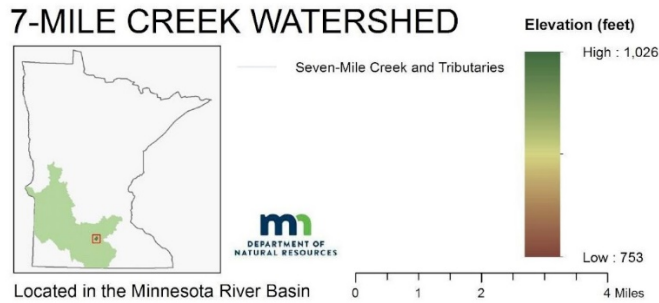 7-MILE CREEK WATERSHED
Elevation (feet)
High : 1,026
Seven-Mile Creek and Tributaries
mn
DEPARTMENT OF
NATURAL RESOURCES
Low : 753
Located in the Minnesota River Basin
0 1 2 4 Miles